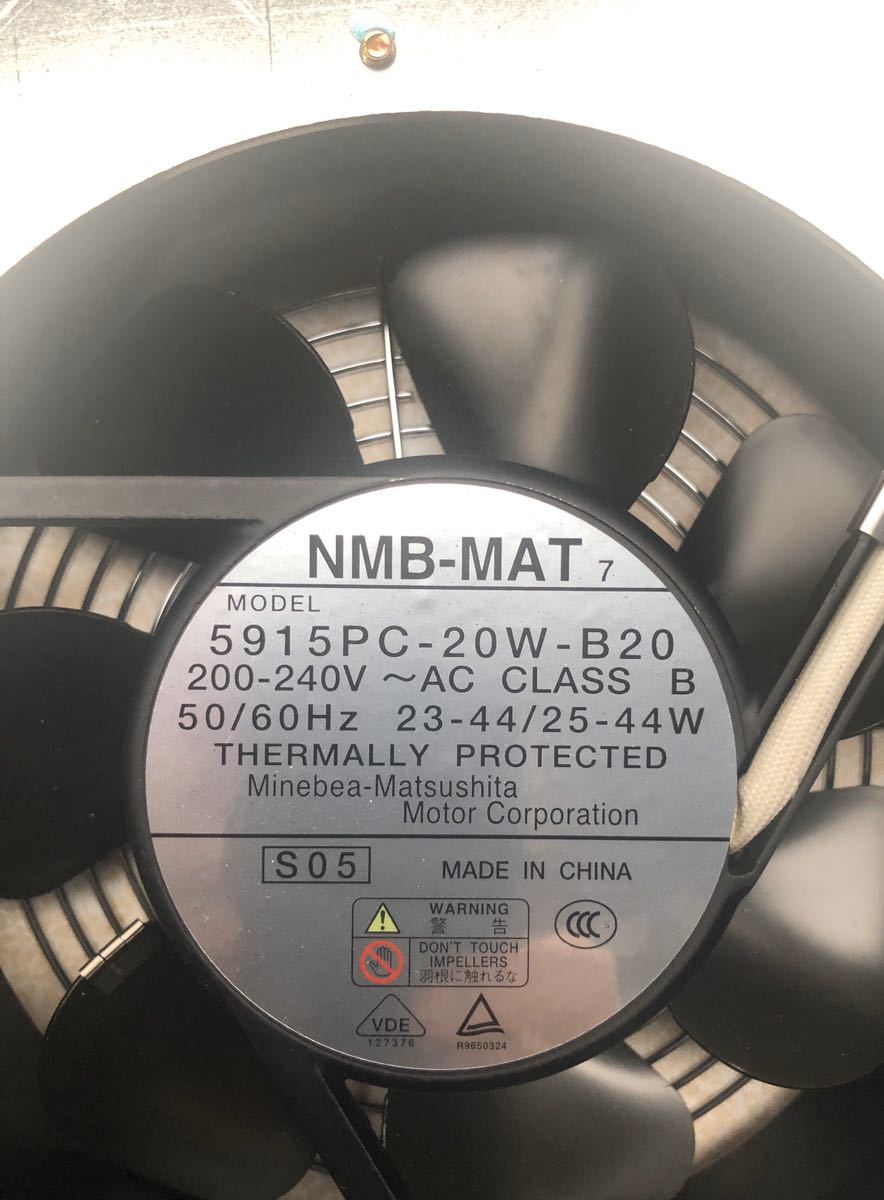 NMB-MAT 7
MODEL
5915PC-20W-B20
200-240V ~AC CLASS B
50/60Hz 23-44/25-44W
THERMALLY PROTECTED
Minebea-Matsushita
Motor Corporation
S05
MADE IN CHINA
WARNING
警告
DON'T TOUCH
IMPELLERS
羽根に触れるな
CCC S
VDE
127376
R9650324